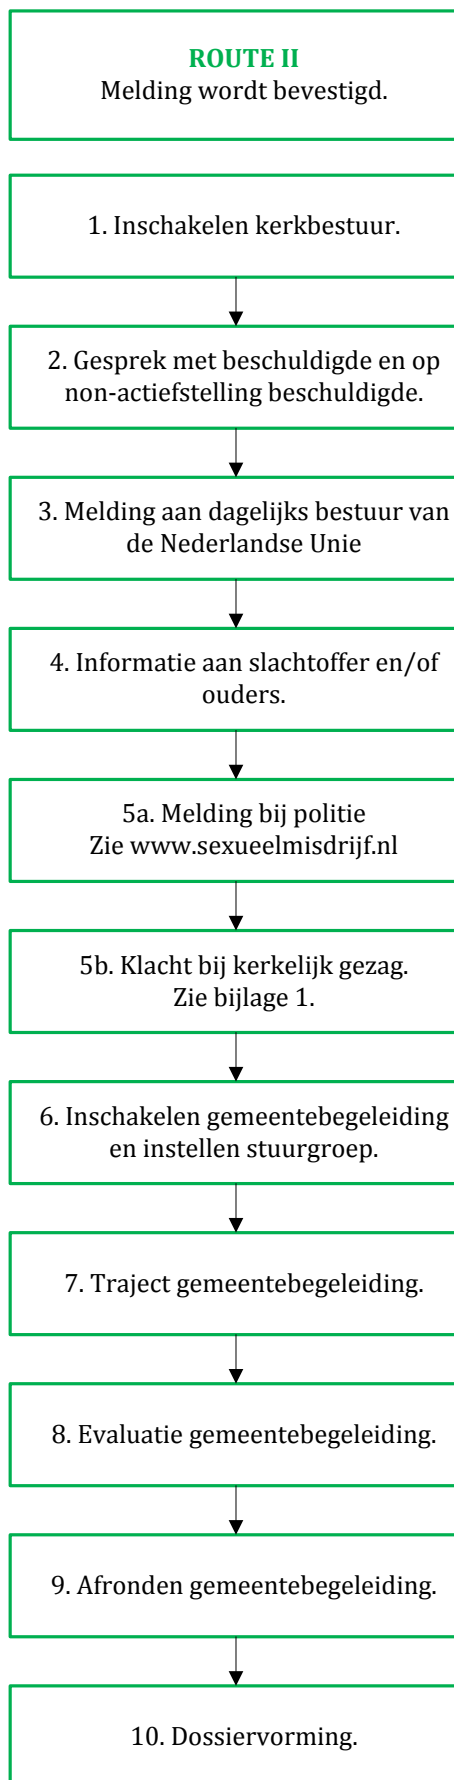 ROUTE II
Melding wordt bevestigd.
1. Inschakelen kerkbestuur.
2. Gesprek met beschuldigde en op
non-actiefstelling beschuldigde.
3. Melding aan dagelijks bestuur van
de Nederlandse Unie
4. Informatie aan slachtoffer en/of
ouders.
5a. Melding bij politie
Zie www.sexueelmisdrijf.nl
5b. Klacht bij kerkelijk gezag.
Zie bijlage 1.
6. Inschakelen gemeentebegeleiding
en instellen stuurgroep.
7. Traject gemeentebegeleiding.
8. Evaluatie gemeentebegeleiding.
9. Afronden gemeentebegeleiding.
10. Dossiervorming.